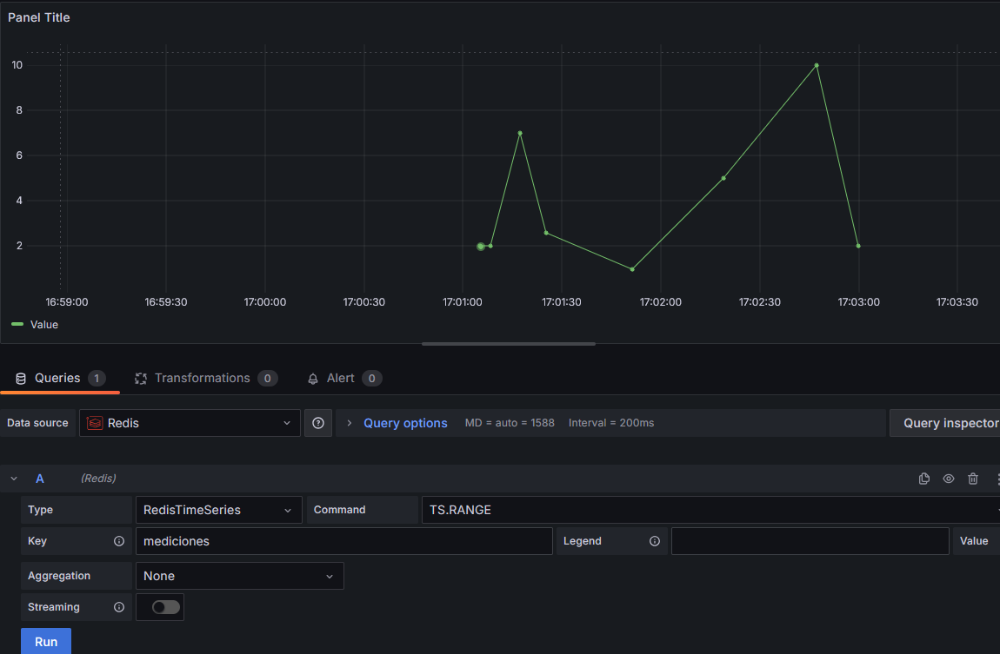 Panel Title
10
8
6
4
2
16:59:00 16:59:30 17:00:00 17:00:30 17:01:00 17:01:30 17:02:00 17:02:30 17:03:00 17:03:30
Value
Queries 1 Transformations 0 Alert 0
Data source Redis Query options MD = auto = 1588 Interval = 200ms Query inspector
A (Redis)
Type RedisTimeSeries Command TS.RANGE
Key mediciones Legend Value
Aggregation None
Streaming
Run